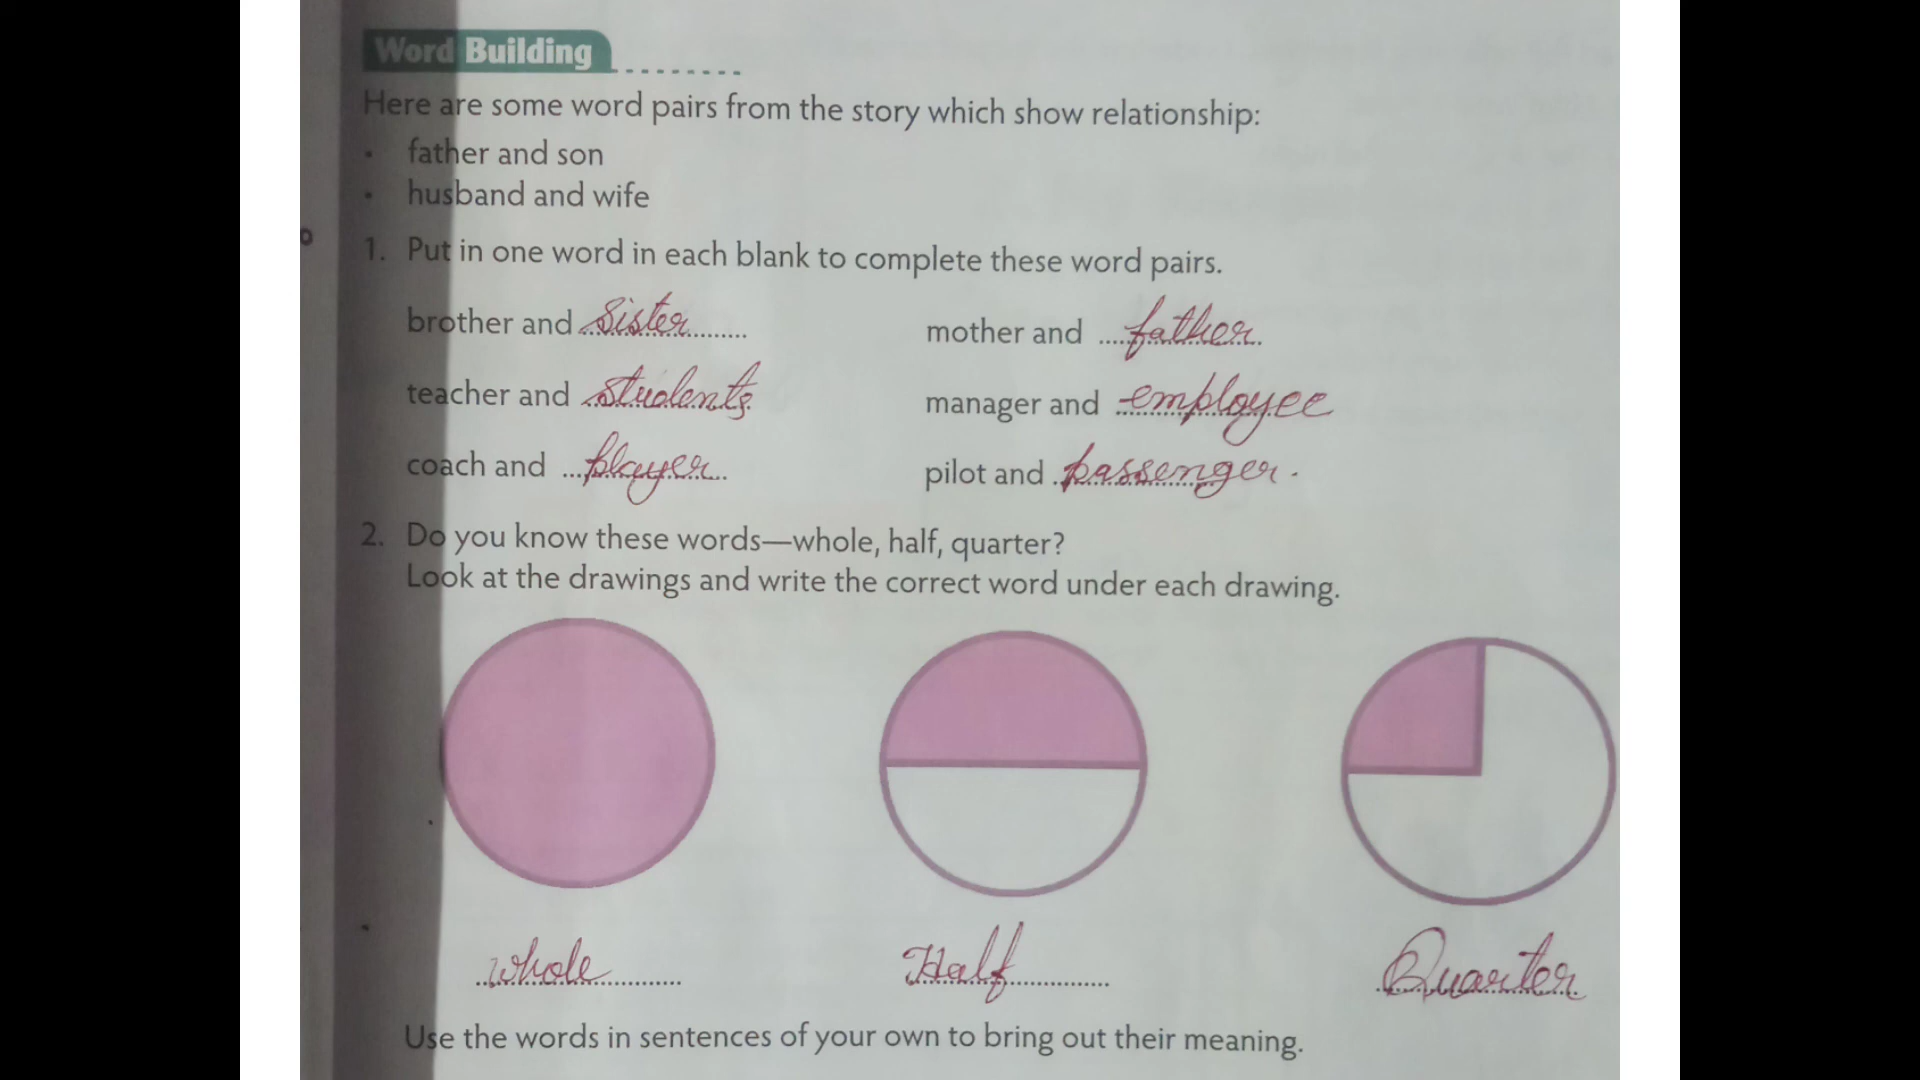 Word Building
Here are some word pairs from the story which show relationship:
• father and son
• husband and wife
1. Put in one word in each blank to complete these word pairs.
brother and sister
mother and father
teacher and students
manager and employee
coach and player
pilot and passenger.
2. Do you know these words—whole, half, quarter?
Look at the drawings and write the correct word under each drawing.
whole Half Quarter
Use the words in sentences of your own to bring out their meaning.